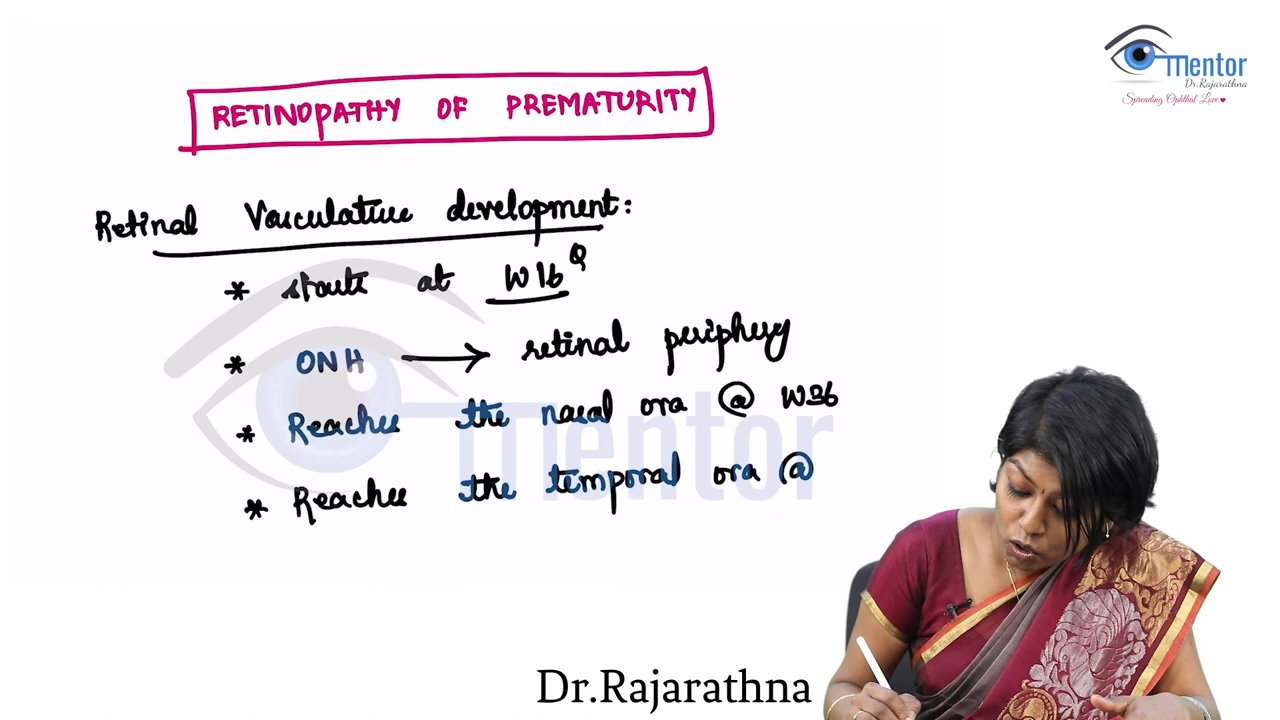 mentor
Dr.Rajarathna
Spreading Ophthal Love
RETINOPATHY OF PREMATURITY
Retinal Vasculature development:
* starts at W16 Q
* ONH → retinal periphery
* Reaches the nasal ora @ W36
* Reaches the temporal ora @
mentor
Dr.Rajarathna